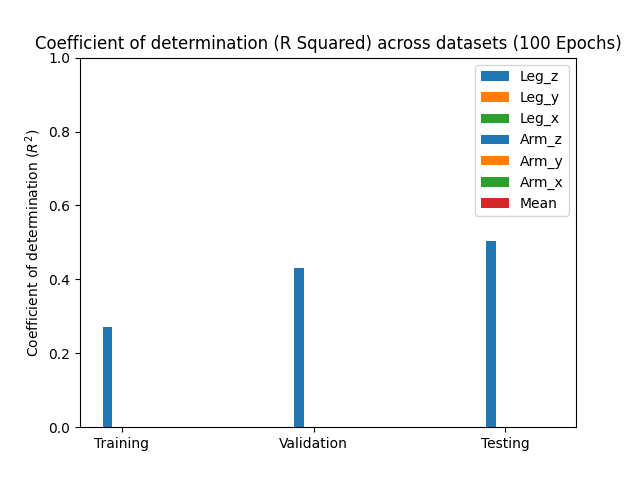 Coefficient of determination (R Squared) across datasets (100 Epochs)
Coefficient of determination (R²)
1.0
0.8
0.6
0.4
0.2
0.0
Leg_z
Leg_y
Leg_x
Arm_z
Arm_y
Arm_x
Mean
Training Validation Testing